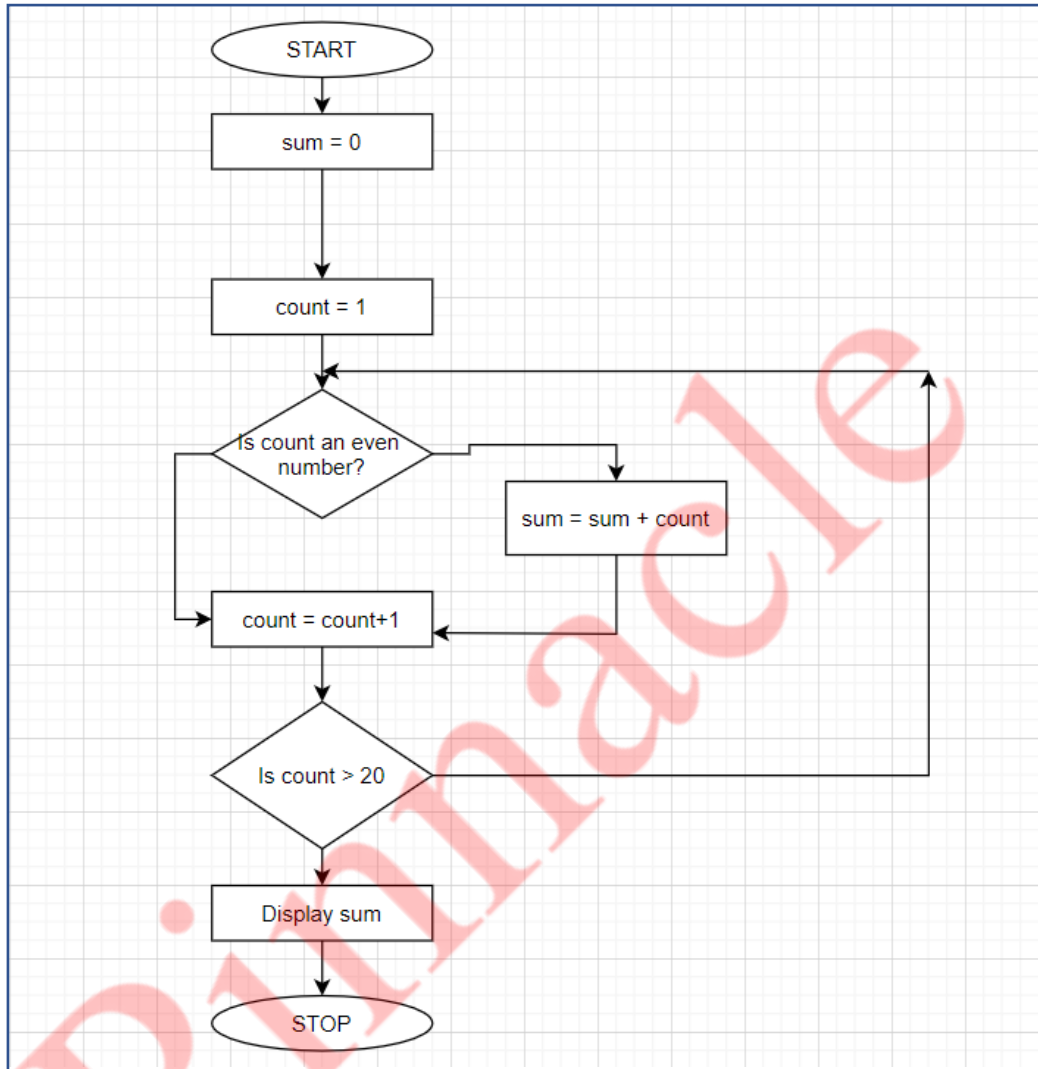 START
sum = 0
count = 1
Is count an even
number?
sum = sum + count
count = count+1
Is count > 20
Display sum
STOP
Pinnacle